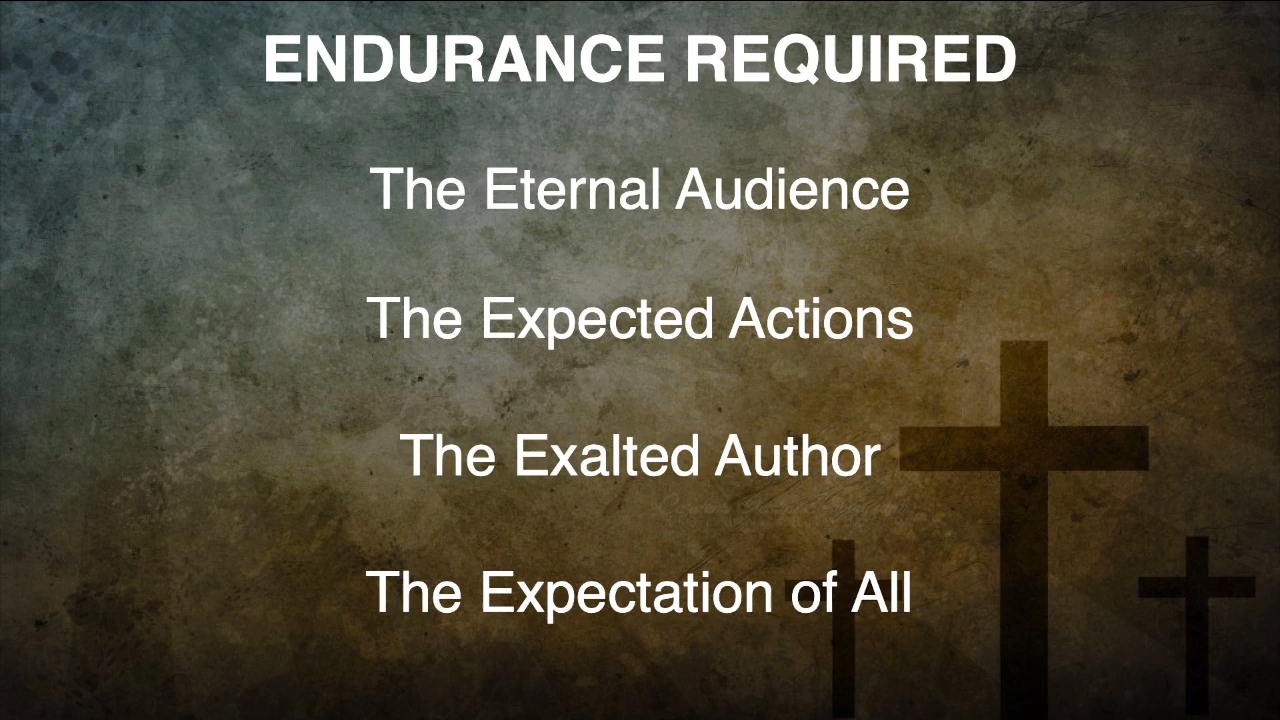 ENDURANCE REQUIRED
The Eternal Audience
The Expected Actions
The Exalted Author
The Expectation of All